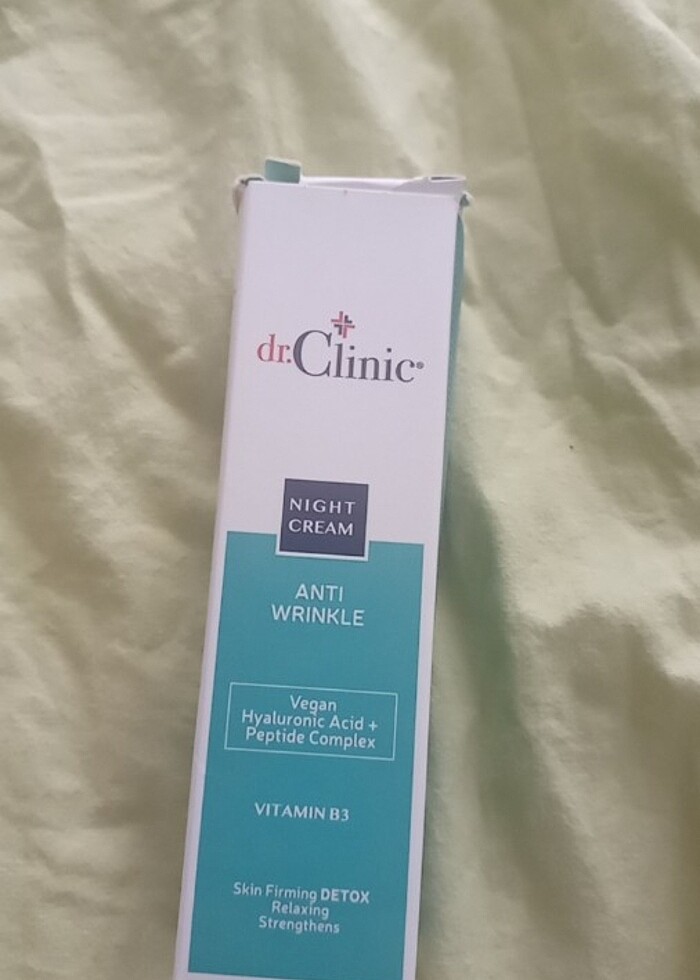 dr.Clinic®
NIGHT
CREAM
ANTI
WRINKLE
Vegan
Hyaluronic Acid +
Peptide Complex
VITAMIN B3
Skin Firming DETOX
Relaxing
Strengthens